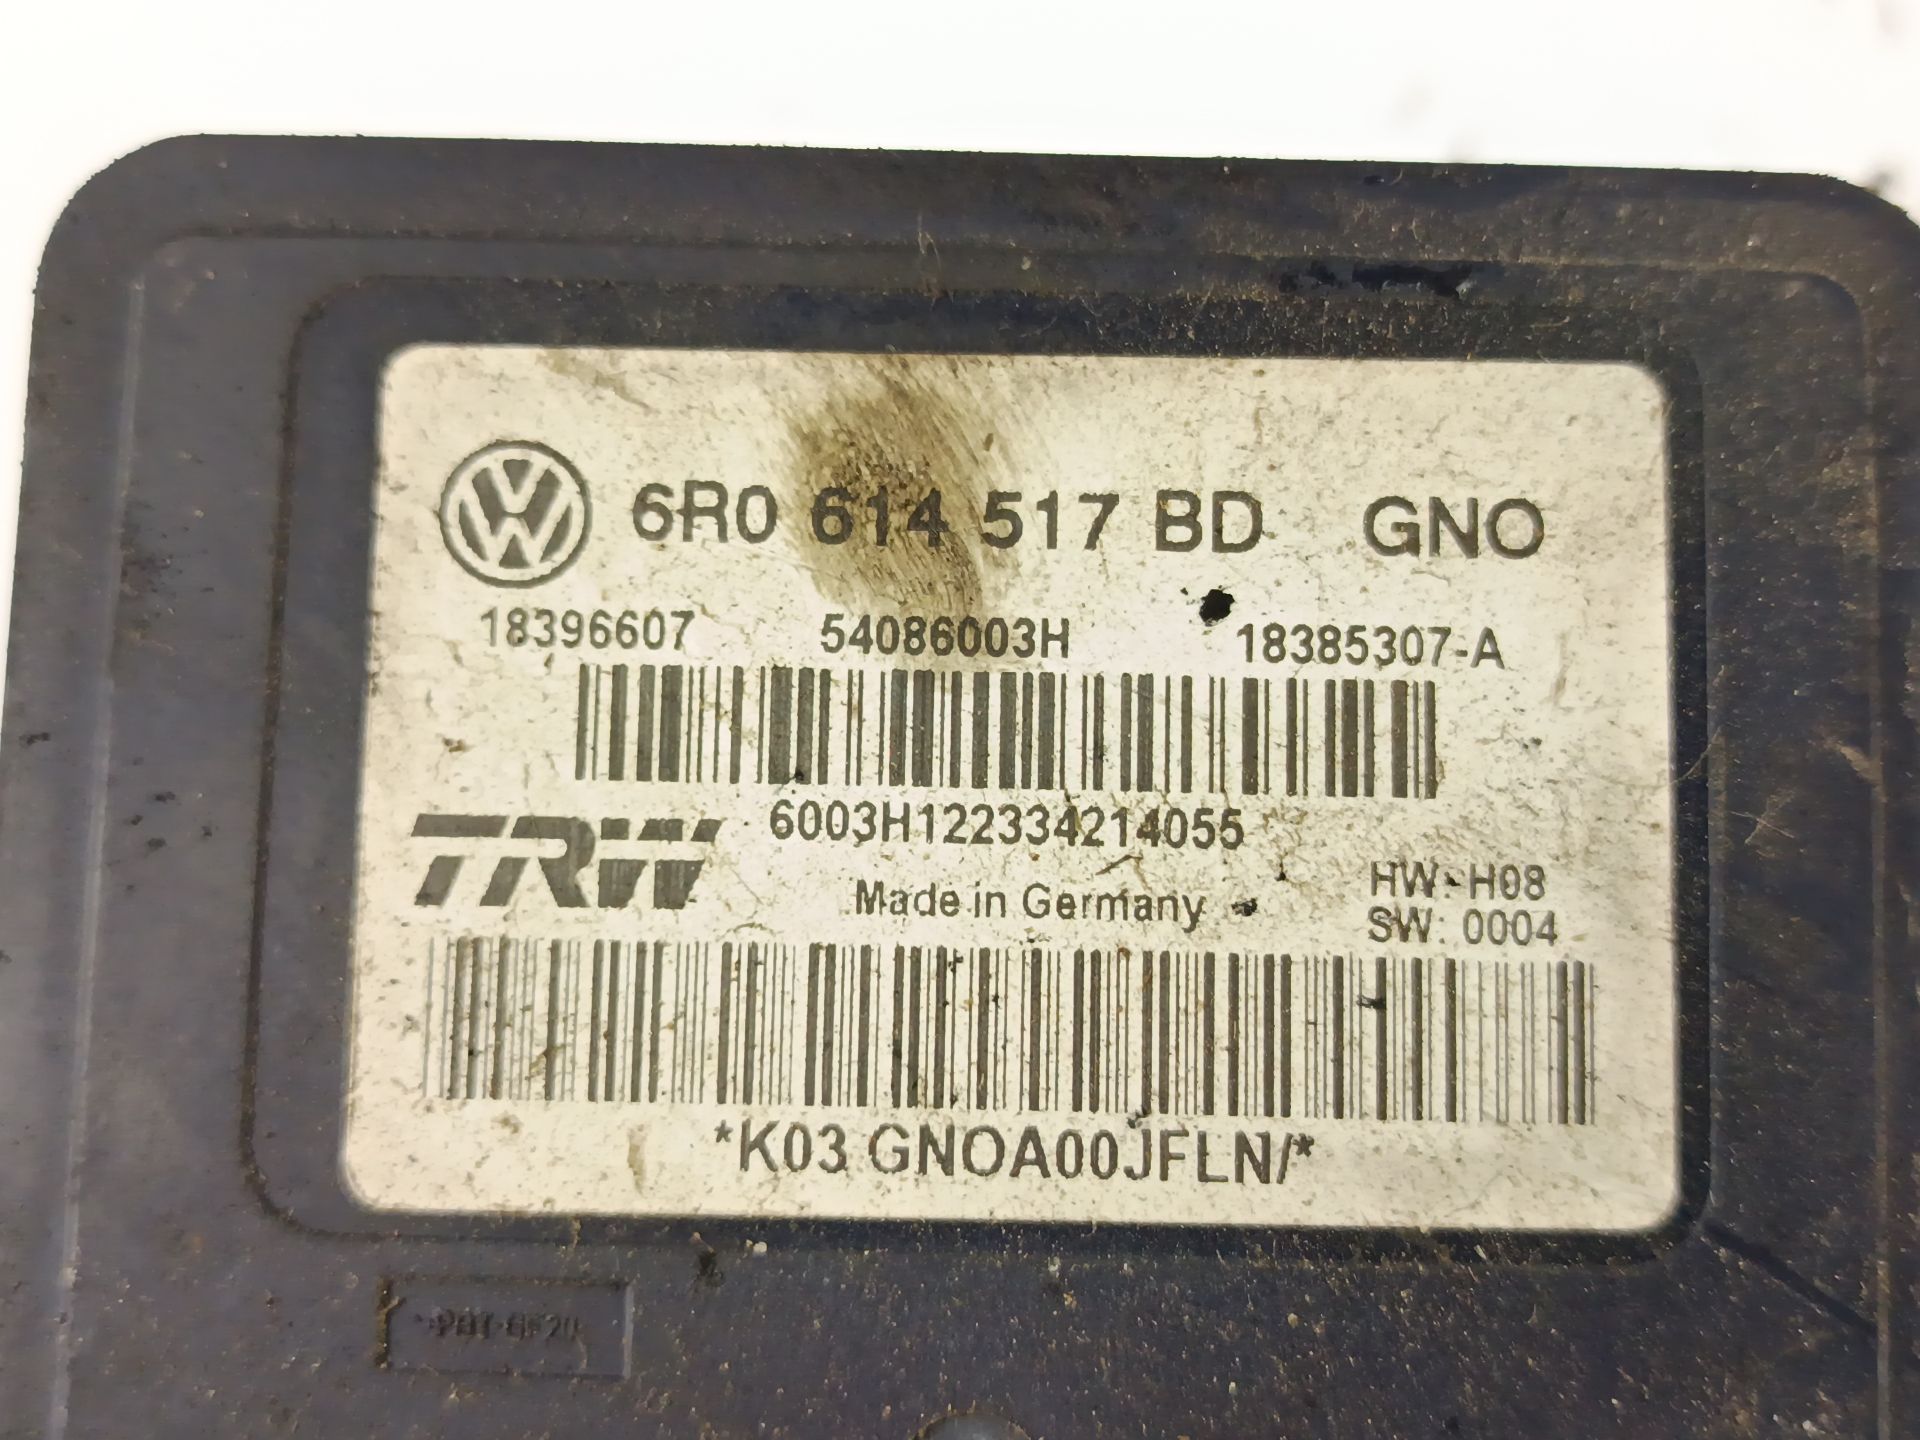 6R0 614 517 BD GNO
18396607 54086003H 18385307-A
6003H122334214055
TRW
Made in Germany
HW: H08
SW: 0004
*K03 GNOA00JFLN/*